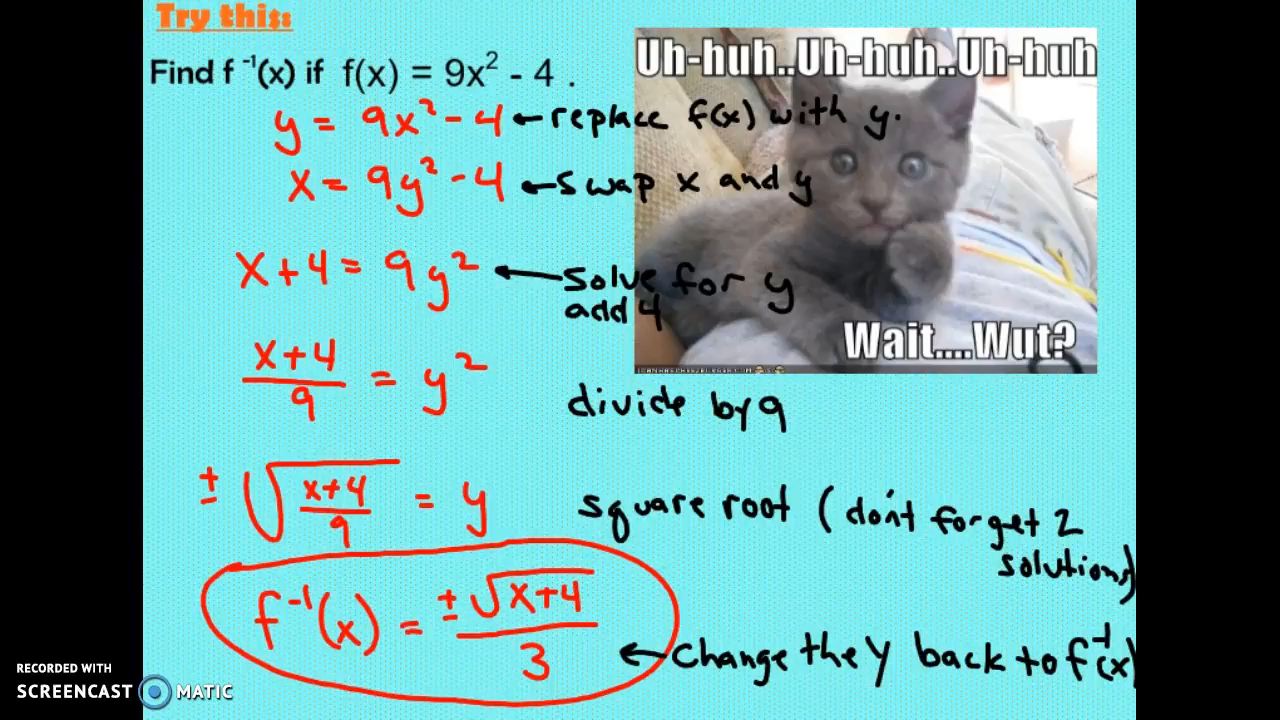 Try this:
Find f ⁻¹(x) if f(x) = 9x² - 4 .
Uh-huh..Uh-huh..Uh-huh
y = 9x² - 4 ← replace f(x) with y.
x = 9y² - 4 ← swap x and y
x + 4 = 9y² ← solve for y
add 4
Wait....Wut?
x+4/9 = y²
divide by 9
± √(x+4/9) = y
square root (don't forget 2
solutions)
f⁻¹(x) = ±√(x+4)/3
← change the y back to f⁻¹(x)
RECORDED WITH
SCREENCAST MATIC